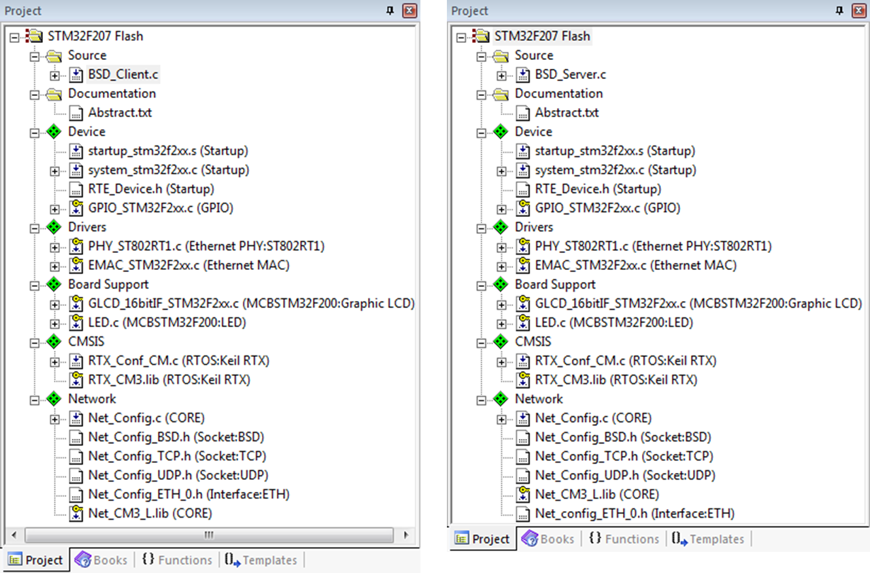 Project
STM32F207 Flash
Source
BSD_Client.c
Documentation
Abstract.txt
Device
startup_stm32f2xx.s (Startup)
system_stm32f2xx.c (Startup)
RTE_Device.h (Startup)
GPIO_STM32F2xx.c (GPIO)
Drivers
PHY_ST802RT1.c (Ethernet PHY:ST802RT1)
EMAC_STM32F2xx.c (Ethernet MAC)
Board Support
GLCD_16bitIF_STM32F2xx.c (MCBSTM32F200:Graphic LCD)
LED.c (MCBSTM32F200:LED)
CMSIS
RTX_Conf_CM.c (RTOS:Keil RTX)
RTX_CM3.lib (RTOS:Keil RTX)
Network
Net_Config.c (CORE)
Net_Config_BSD.h (Socket:BSD)
Net_Config_TCP.h (Socket:TCP)
Net_Config_UDP.h (Socket:UDP)
Net_Config_ETH_0.h (Interface:ETH)
Net_CM3_L.lib (CORE)
Project Books {} Functions 0 Templates
Project
STM32F207 Flash
Source
BSD_Server.c
Documentation
Abstract.txt
Device
startup_stm32f2xx.s (Startup)
system_stm32f2xx.c (Startup)
RTE_Device.h (Startup)
GPIO_STM32F2xx.c (GPIO)
Drivers
PHY_ST802RT1.c (Ethernet PHY:ST802RT1)
EMAC_STM32F2xx.c (Ethernet MAC)
Board Support
GLCD_16bitIF_STM32F2xx.c (MCBSTM32F200:Graphic LCD)
LED.c (MCBSTM32F200:LED)
CMSIS
RTX_Conf_CM.c (RTOS:Keil RTX)
RTX_CM3.lib (RTOS:Keil RTX)
Network
Net_Config.c (CORE)
Net_Config_BSD.h (Socket:BSD)
Net_Config_TCP.h (Socket:TCP)
Net_Config_UDP.h (Socket:UDP)
Net_CM3_L.lib (CORE)
Net_config_ETH_0.h (Interface:ETH)
Project Books {} Functions 0 Templates